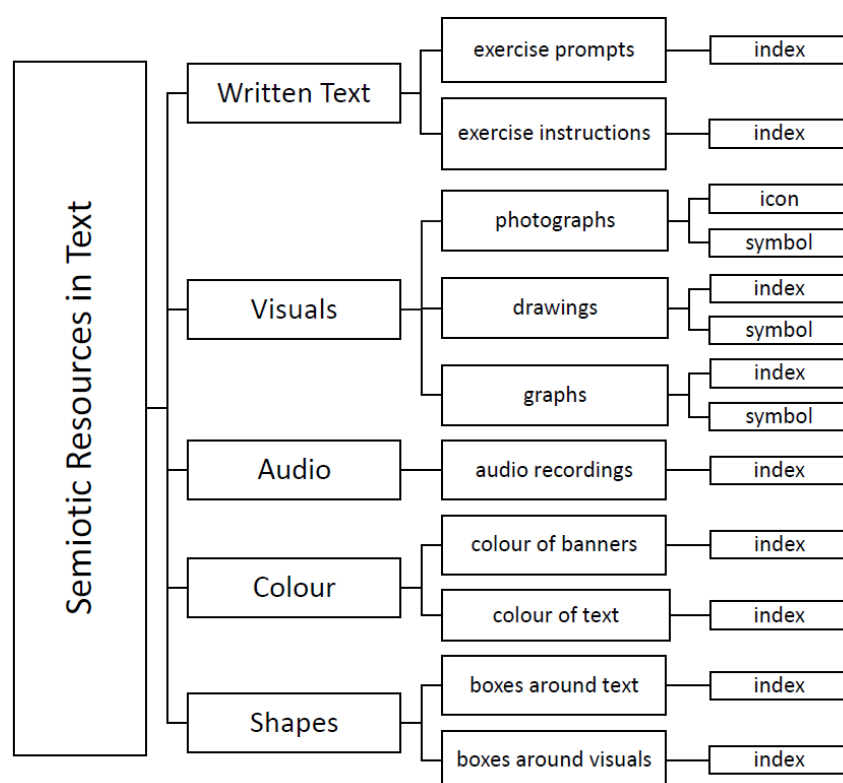 Semiotic Resources in Text
Written Text
exercise prompts
index
exercise instructions
index
Visuals
photographs
icon
symbol
drawings
index
symbol
graphs
index
symbol
Audio
audio recordings
index
Colour
colour of banners
index
colour of text
index
Shapes
boxes around text
index
boxes around visuals
index